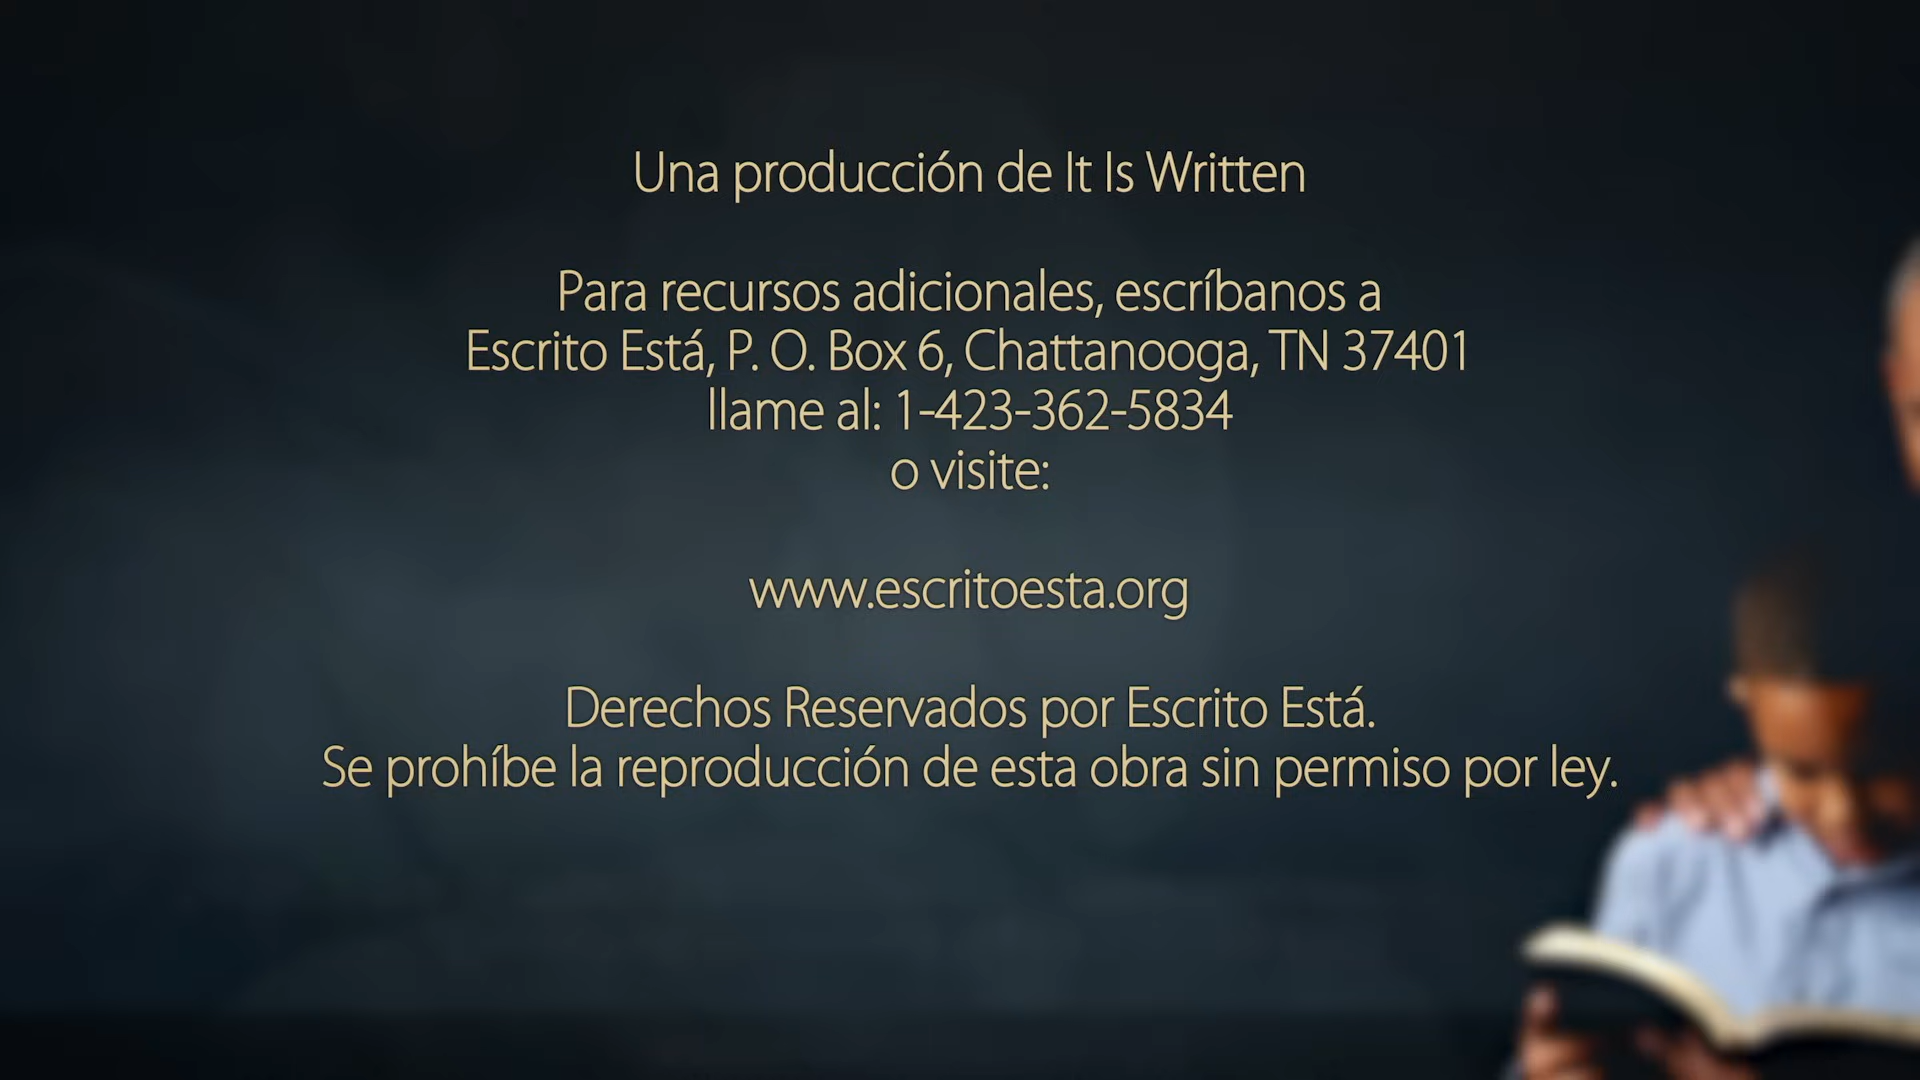 Una producción de It Is Written
Para recursos adicionales, escríbanos a
Escrito Está, P. O. Box 6, Chattanooga, TN 37401
llame al: 1-423-362-5834
o visite:
www.escritoesta.org
Derechos Reservados por Escrito Está.
Se prohíbe la reproducción de esta obra sin permiso por ley.